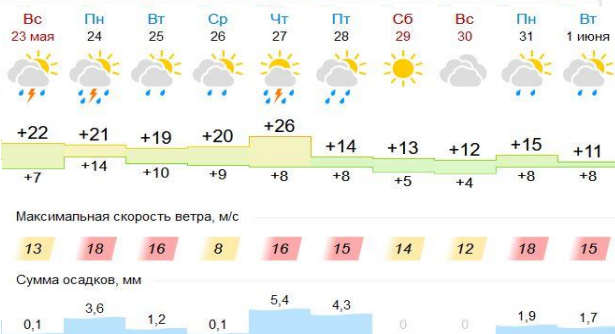 Вс Пн Вт Ср Чт Пт Сб Вс Пн Вт
23 мая 24 25 26 27 28 29 30 31 1 июня
+22 +21 +19 +20 +26 +14 +13 +12 +15 +11
+7 +14 +10 +9 +8 +8 +5 +4 +8 +8
Максимальная скорость ветра, м/с
13 18 16 8 16 15 14 12 18 15
Сумма осадков, мм
0,1 3,6 1,2 0,1 5,4 4,3 0 0 1,9 1,7